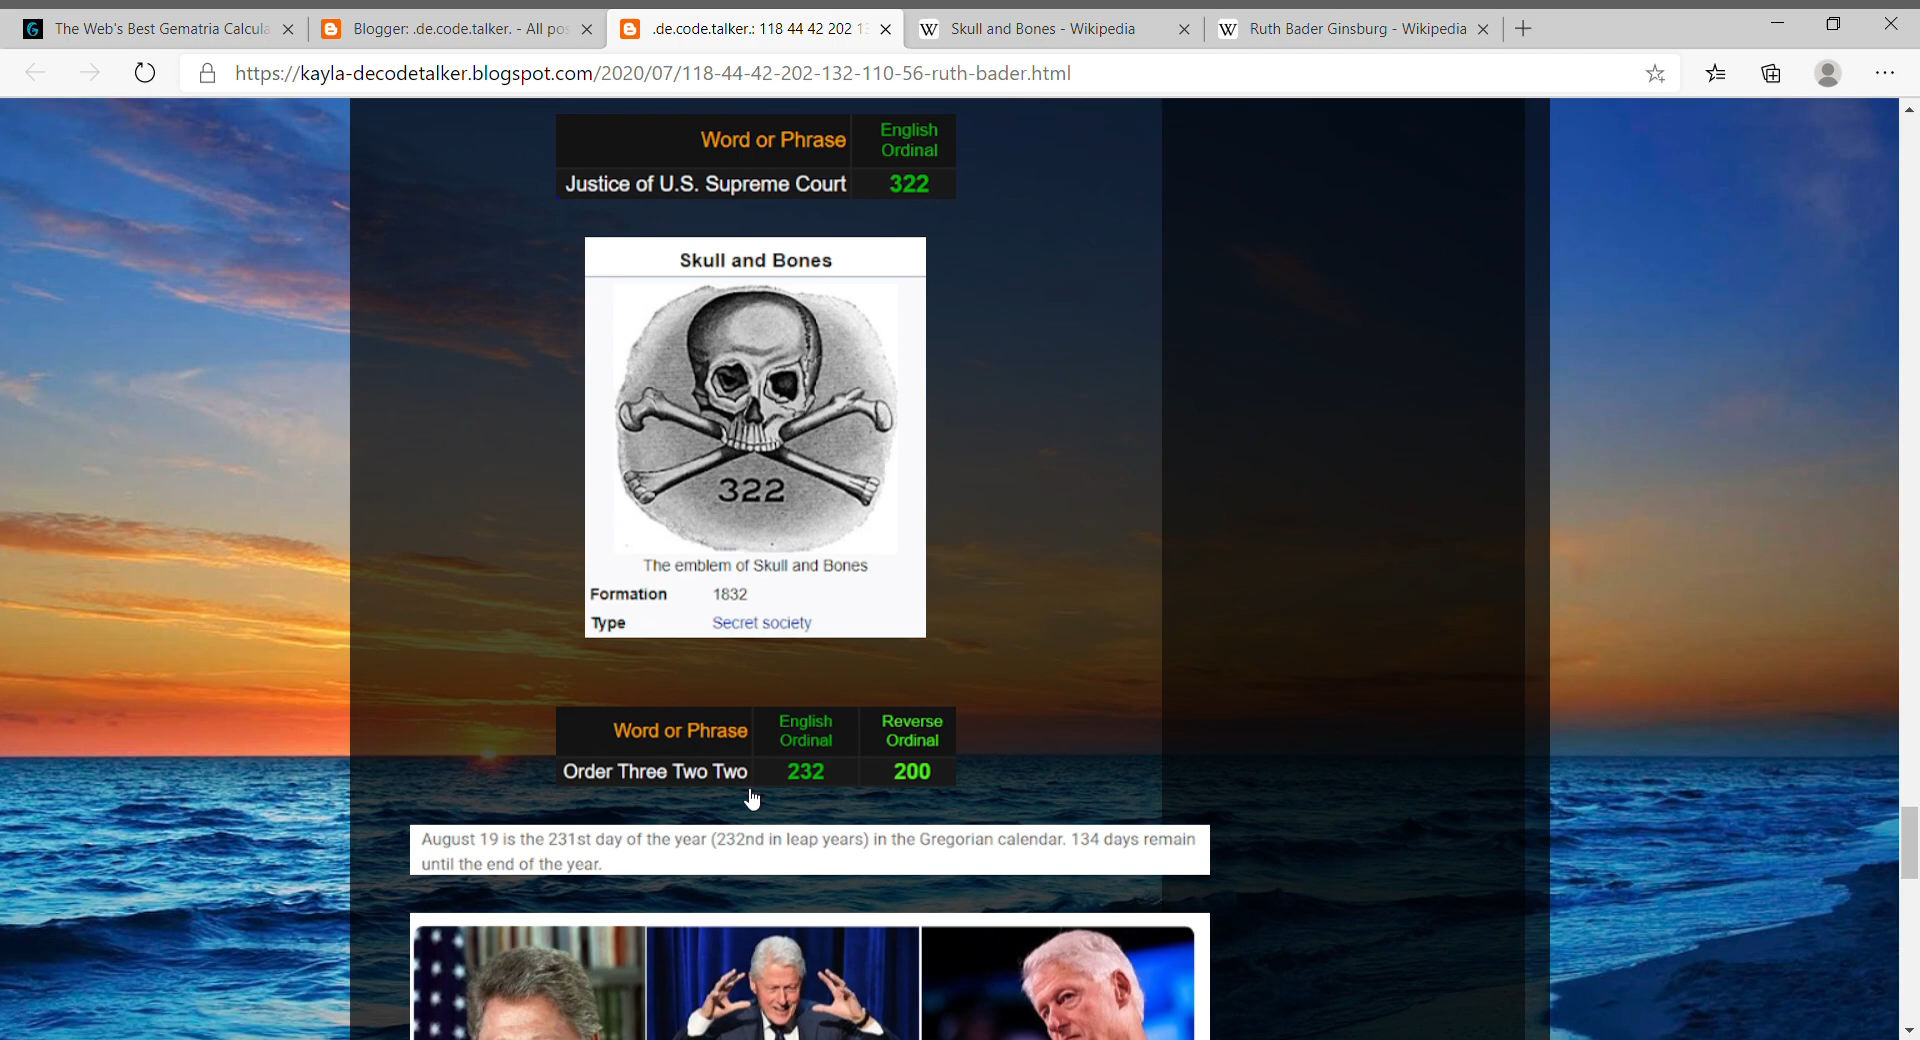 The Web's Best Gematria Calcula
Blogger: .de.code.talker. - All pos
.de.code.talker.: 118 44 42 202 13
Skull and Bones - Wikipedia
Ruth Bader Ginsburg - Wikipedia
https://kayla-decodetalker.blogspot.com/2020/07/118-44-42-202-132-110-56-ruth-bader.html
Word or Phrase English Ordinal
Justice of U.S. Supreme Court 322
Skull and Bones
322
The emblem of Skull and Bones
Formation 1832
Type Secret society
Word or Phrase English Ordinal Reverse Ordinal
Order Three Two Two 232 200
August 19 is the 231st day of the year (232nd in leap years) in the Gregorian calendar. 134 days remain
until the end of the year.